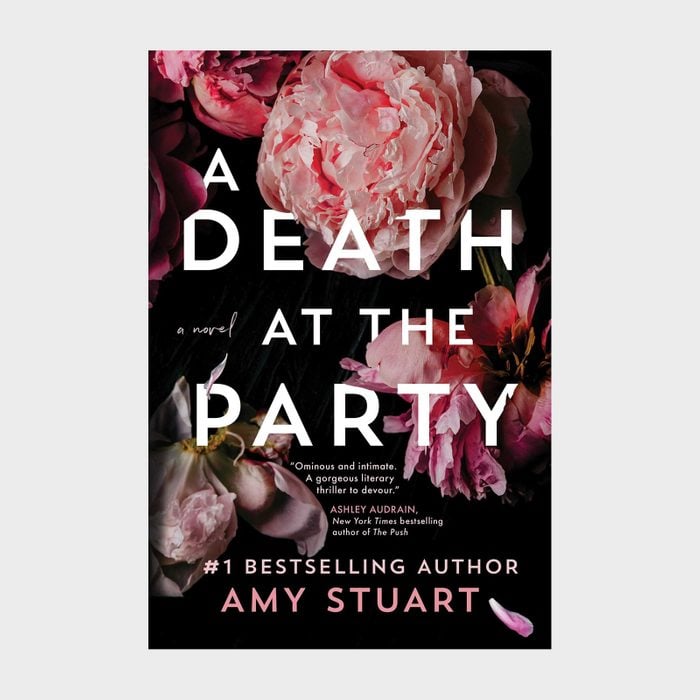 A
DEATH
a novel AT THE
PARTY
“Ominous and intimate.
A gorgeous literary
thriller to devour.”
ASHLEY AUDRAIN,
New York Times bestselling
author of The Push
#1 BESTSELLING AUTHOR
AMY STUART